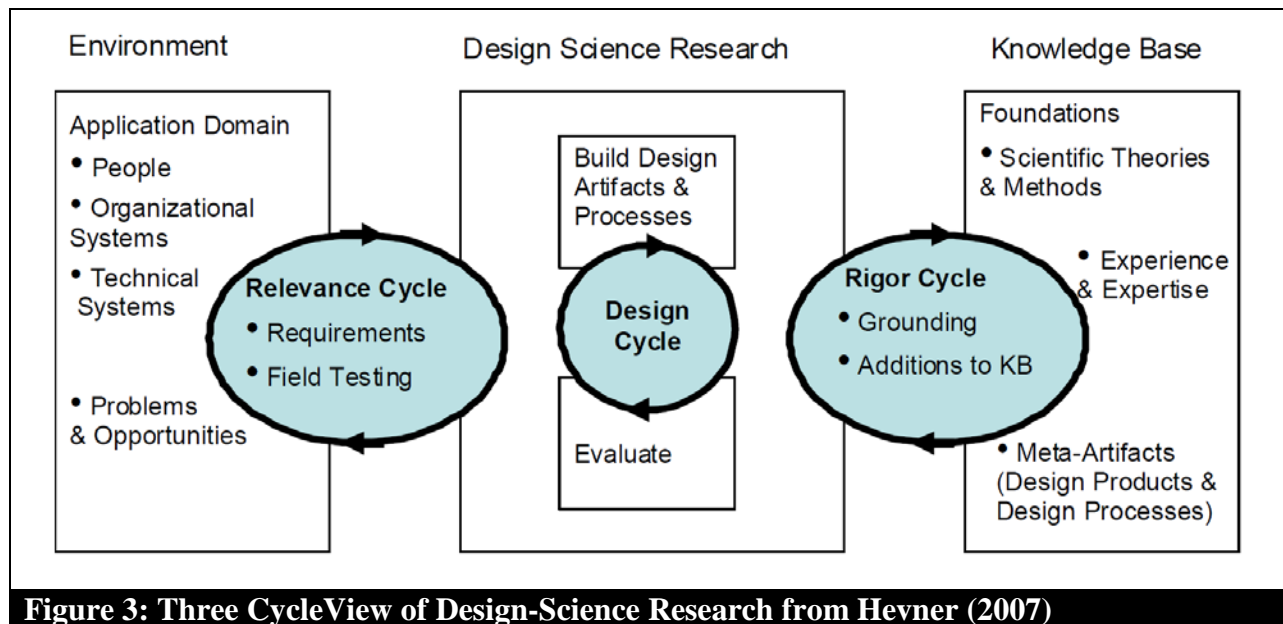 Environment
Design Science Research
Knowledge Base
Application Domain
• People
• Organizational
Systems
• Technical
Systems
• Problems
& Opportunities
Relevance Cycle
• Requirements
• Field Testing
Build Design
Artifacts &
Processes
Design
Cycle
Evaluate
Rigor Cycle
• Grounding
• Additions to KB
Foundations
• Scientific Theories
& Methods
• Experience
& Expertise
• Meta-Artifacts
(Design Products &
Design Processes)
Figure 3: Three CycleView of Design-Science Research from Hevner (2007)